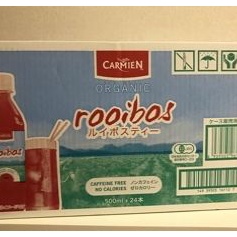 CARMIEN
ORGANIC
rooibos
ルイボスティー
CAFFEINE FREE ノンカフェイン
NO CALORIES ゼロカロリー
500ml×24本